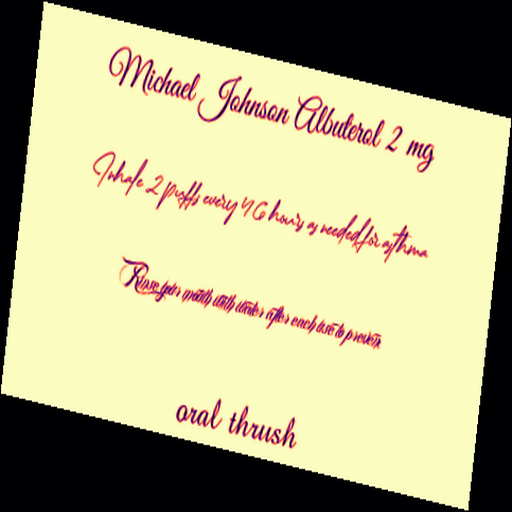 Michael Johnson Albuterol 2 mg
Inhale 2 puffs every 4 6 hours as needed for asthma
Rinse your mouth with water after each use to prevent
oral thrush